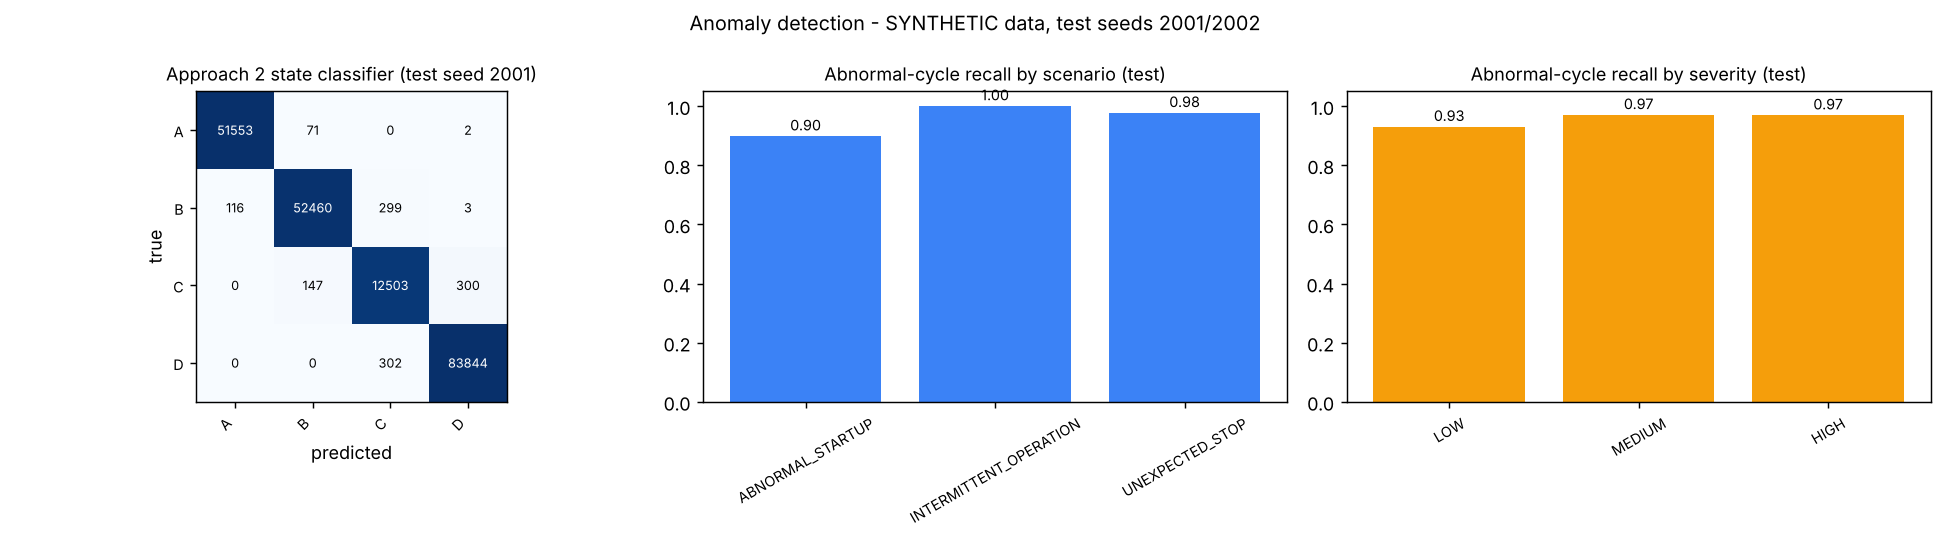 Anomaly detection - SYNTHETIC data, test seeds 2001/2002
Approach 2 state classifier (test seed 2001)
true
A 51553 71 0 2
B 116 52460 299 3
C 0 147 12503 300
D 0 0 302 83844
A B C D
predicted
Abnormal-cycle recall by scenario (test)
1.0
0.8
0.6
0.4
0.2
0.0
0.90 1.00 0.98
ABNORMAL_STARTUP INTERMITTENT_OPERATION UNEXPECTED_STOP
Abnormal-cycle recall by severity (test)
1.0
0.8
0.6
0.4
0.2
0.0
0.93 0.97 0.97
LOW MEDIUM HIGH